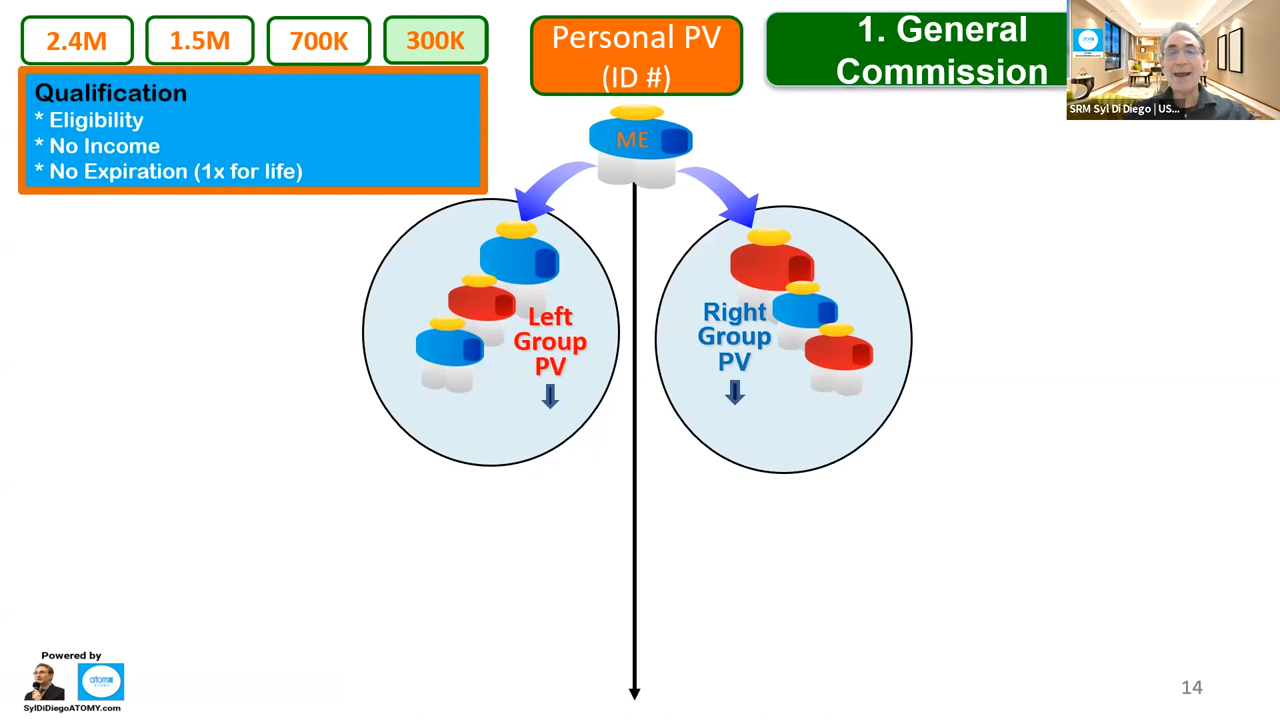 2.4M
1.5M
700K
300K
Personal PV
(ID #)
1. General
Commission
SRM Syl Di Diego | US...
Qualification
* Eligibility
* No Income
* No Expiration (1x for life)
ME
Left
Group
PV
Right
Group
PV
Powered by
atom
ATOMY
SylDiDiegoATOMY.com
14